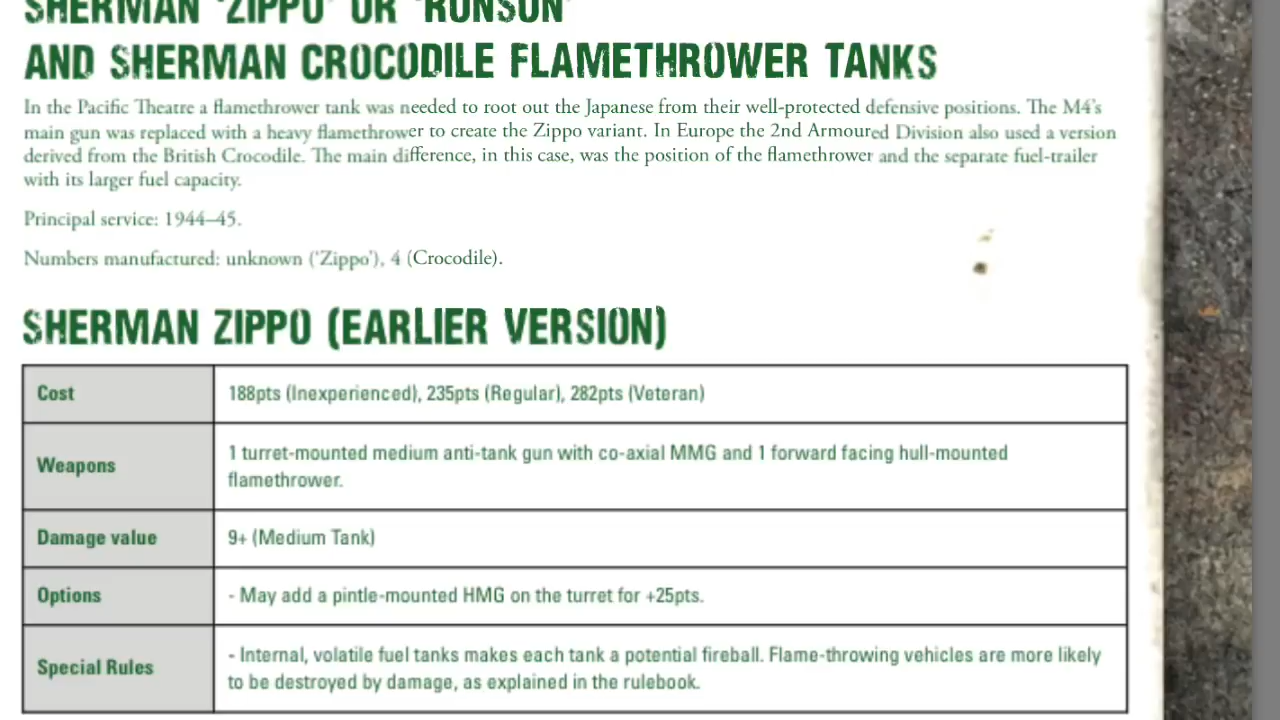 SHERMAN 'ZIPPO' OR 'RONSON'
AND SHERMAN CROCODILE FLAMETHROWER TANKS
In the Pacific Theatre a flamethrower tank was needed to root out the Japanese from their well-protected defensive positions. The M4's
main gun was replaced with a heavy flamethrower to create the Zippo variant. In Europe the 2nd Armoured Division also used a version
derived from the British Crocodile. The main difference, in this case, was the position of the flamethrower and the separate fuel-trailer
with its larger fuel capacity.
Principal service: 1944–45.
Numbers manufactured: unknown ('Zippo'), 4 (Crocodile).
SHERMAN ZIPPO (EARLIER VERSION)
Cost
188pts (Inexperienced), 235pts (Regular), 282pts (Veteran)
Weapons
1 turret-mounted medium anti-tank gun with co-axial MMG and 1 forward facing hull-mounted
flamethrower.
Damage value
9+ (Medium Tank)
Options
- May add a pintle-mounted HMG on the turret for +25pts.
Special Rules
- Internal, volatile fuel tanks makes each tank a potential fireball. Flame-throwing vehicles are more likely
to be destroyed by damage, as explained in the rulebook.